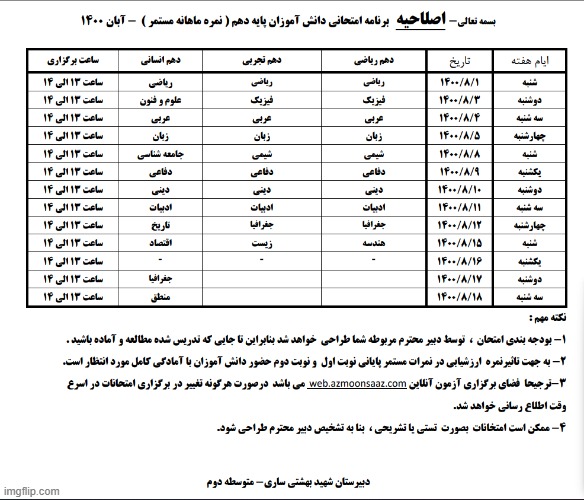 بسمه تعالی- اصلاحیه برنامه امتحانی دانش آموزان پایه دهم ( نمره ماهانه مستمر ) - آبان ۱۴۰۰
ایام هفته تاریخ دهم ریاضی دهم تجربی دهم انسانی ساعت برگزاری
شنبه ۱۴۰۰/۸/۱ ریاضی ریاضی ریاضی ساعت ۱۳ الی ۱۴
دوشنبه ۱۴۰۰/۸/۳ فیزیک فیزیک علوم و فنون ساعت ۱۳ الی ۱۴
سه شنبه ۱۴۰۰/۸/۴ عربی عربی عربی ساعت ۱۳ الی ۱۴
چهارشنبه ۱۴۰۰/۸/۵ زبان زبان زبان ساعت ۱۳ الی ۱۴
شنبه ۱۴۰۰/۸/۸ شیمی شیمی جامعه شناسی ساعت ۱۳ الی ۱۴
یکشنبه ۱۴۰۰/۸/۹ دفاعی دفاعی دفاعی ساعت ۱۳ الی ۱۴
دوشنبه ۱۴۰۰/۸/۱۰ دینی دینی دینی ساعت ۱۳ الی ۱۴
سه شنبه ۱۴۰۰/۸/۱۱ ادبیات ادبیات ادبیات ساعت ۱۳ الی ۱۴
چهارشنبه ۱۴۰۰/۸/۱۲ جغرافیا جغرافیا تاریخ ساعت ۱۳ الی ۱۴
شنبه ۱۴۰۰/۸/۱۵ هندسه زیست اقتصاد ساعت ۱۳ الی ۱۴
یکشنبه ۱۴۰۰/۸/۱۶ - - - ساعت ۱۳ الی ۱۴
دوشنبه ۱۴۰۰/۸/۱۷ جغرافیا ساعت ۱۳ الی ۱۴
سه شنبه ۱۴۰۰/۸/۱۸ منطق ساعت ۱۳ الی ۱۴
نکته مهم :
۱- بودجه بندی امتحان ، توسط دبیر محترم مربوطه شما طراحی خواهد شد بنابراین تا جایی که تدریس شده مطالعه و آماده باشید .
۲- به جهت تاثیرنمره ارزشیابی در نمرات مستمر پایانی نوبت اول و نوبت دوم حضور دانش آموزان با آمادگی کامل مورد انتظار است.
۳-ترجیحا فضای برگزاری آزمون آنلاین web.azmoonsaaz.com می باشد درصورت هرگونه تغییر در برگزاری امتحانات در اسرع
وقت اطلاع رسانی خواهد شد.
۴- ممکن است امتحانات بصورت تستی یا تشریحی ، بنا به تشخیص دبیر محترم طراحی شود.
دبیرستان شهید بهشتی ساری- متوسطه دوم
imgflip.com